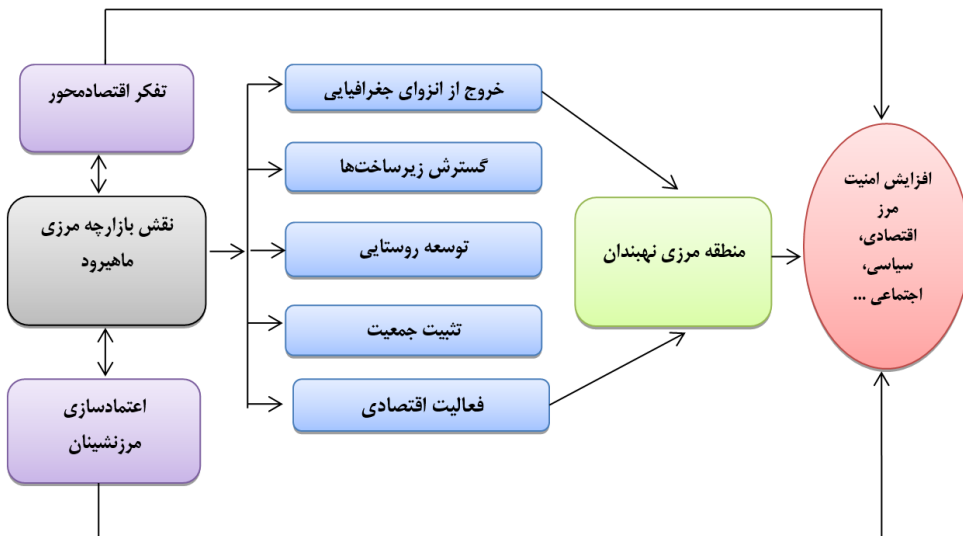 تفکر اقتصادمحور
نقش بازارچه مرزی
ماهیرود
اعتمادسازی
مرزنشینان
خروج از انزوای جغرافیایی
گسترش زیرساخت‌ها
توسعه روستایی
تثبیت جمعیت
فعالیت اقتصادی
منطقه مرزی نهبندان
افزایش امنیت
مرز
اقتصادی،
سیاسی،
اجتماعی ...